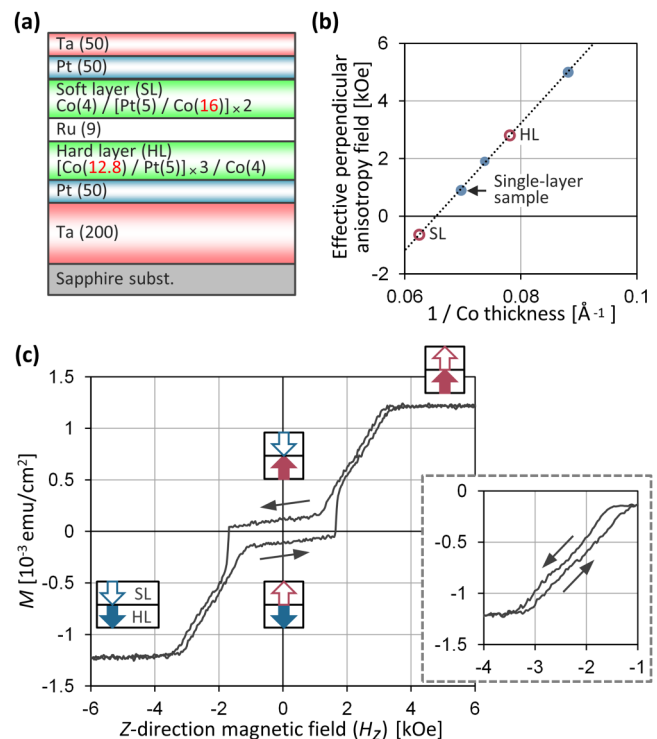 (a)
Ta (50)
Pt (50)
Soft layer (SL)
Co(4) / [Pt(5) / Co(16)] × 2
Ru (9)
Hard layer (HL)
[Co(12.8) / Pt(5)] × 3 / Co(4)
Pt (50)
Ta (200)
Sapphire subst.
(b)
Effective perpendicular
anisotropy field [kOe]
6
4
2
0
-2
HL
Single-layer
sample
SL
0.06
0.08
0.1
1 / Co thickness [Å⁻¹]
(c)
M [10⁻³ emu/cm²]
1.5
1
0.5
0
-0.5
-1
-1.5
SL
HL
-6
-4
-2
0
2
4
6
Z-direction magnetic field (Hz) [kOe]
0
-0.5
-1
-1.5
-4
-3
-2
-1